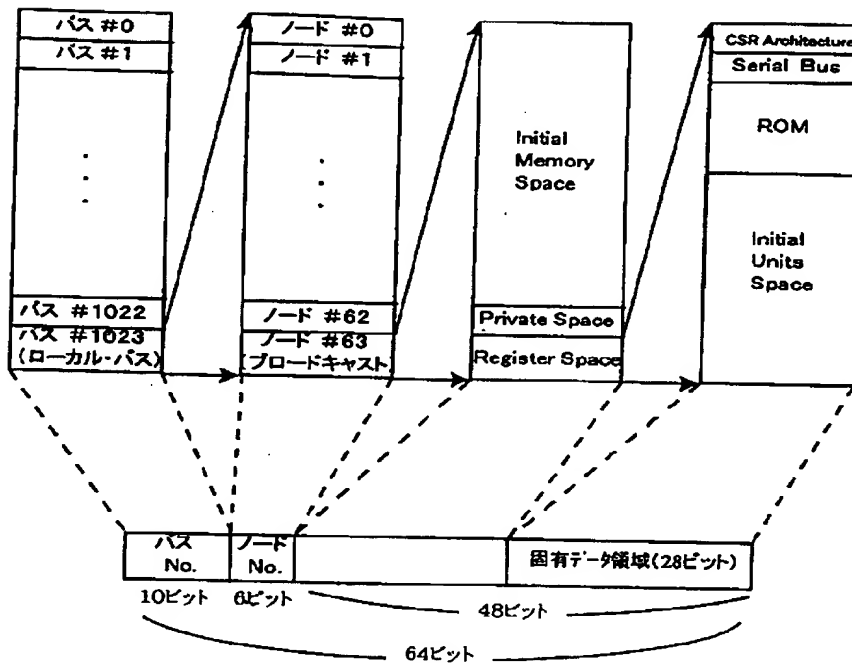 バス #0
バス #1
バス #1022
バス #1023
(ローカル・バス)
ノード #0
ノード #1
ノード #62
ノード #63
(ブロードキャスト)
Initial
Memory
Space
Private Space
Register Space
CSR Architecture
Serial Bus
ROM
Initial
Units
Space
バス
No.
ノード
No.
固有データ領域(28ビット)
10ビット
6ビット
48ビット
64ビット